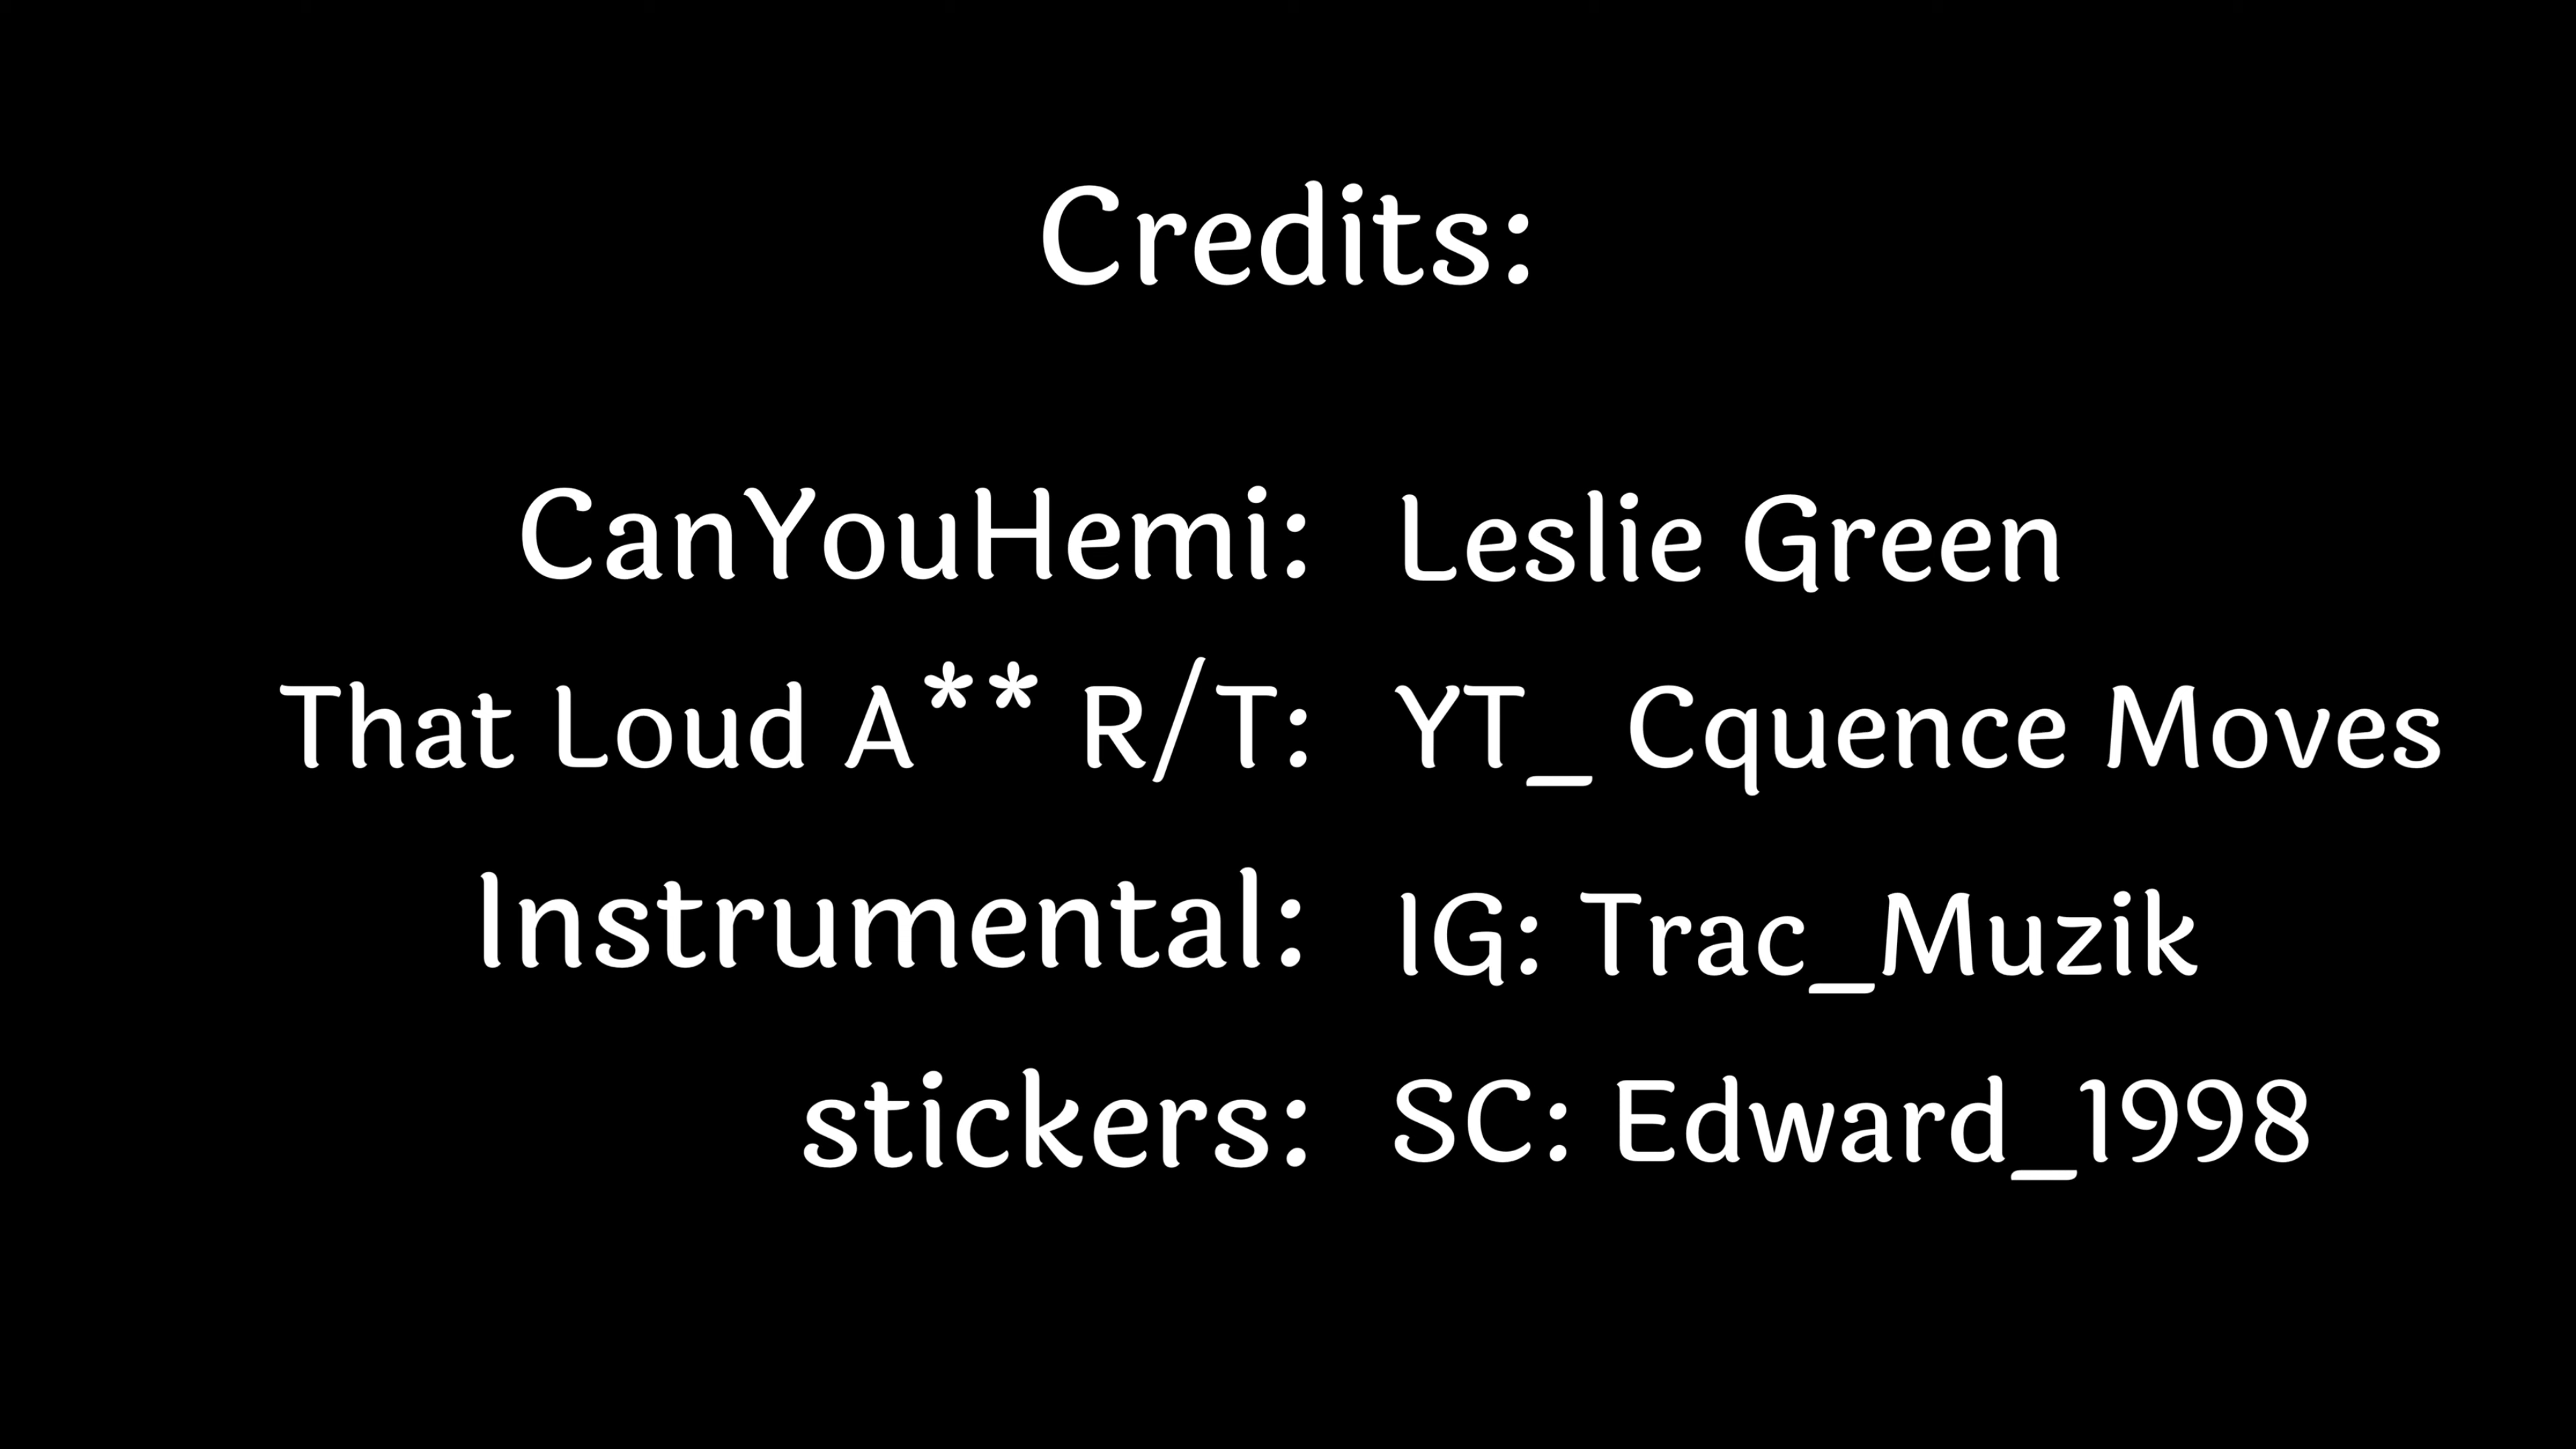 Credits:
CanYouHemi: Leslie Green
That Loud A** R/T: YT_ Cquence Moves
Instrumental: IG: Trac_Muzik
stickers: SC: Edward_1998